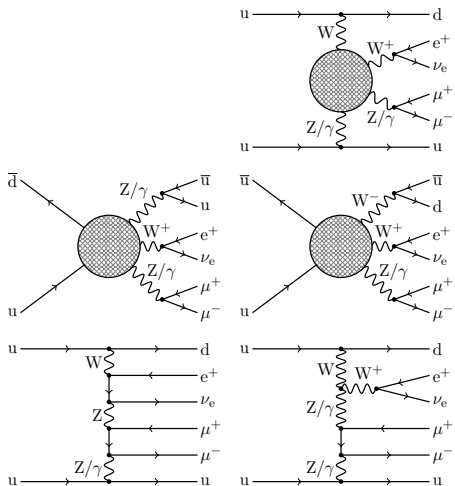 u d
W
W⁺ e⁺
νₑ
μ⁺
Z/γ
Z/γ μ⁻
u u
d̅ u̅ u̅ u̅
Z/γ u W⁻ d
W⁺ e⁺ W⁺ e⁺
νₑ νₑ
Z/γ μ⁺ Z/γ μ⁺
u μ⁻ u μ⁻
u d u d
W e⁺ W W⁺ e⁺
Z νₑ Z/γ νₑ
μ⁺ μ⁺
Z/γ μ⁻ Z/γ μ⁻
u u u u